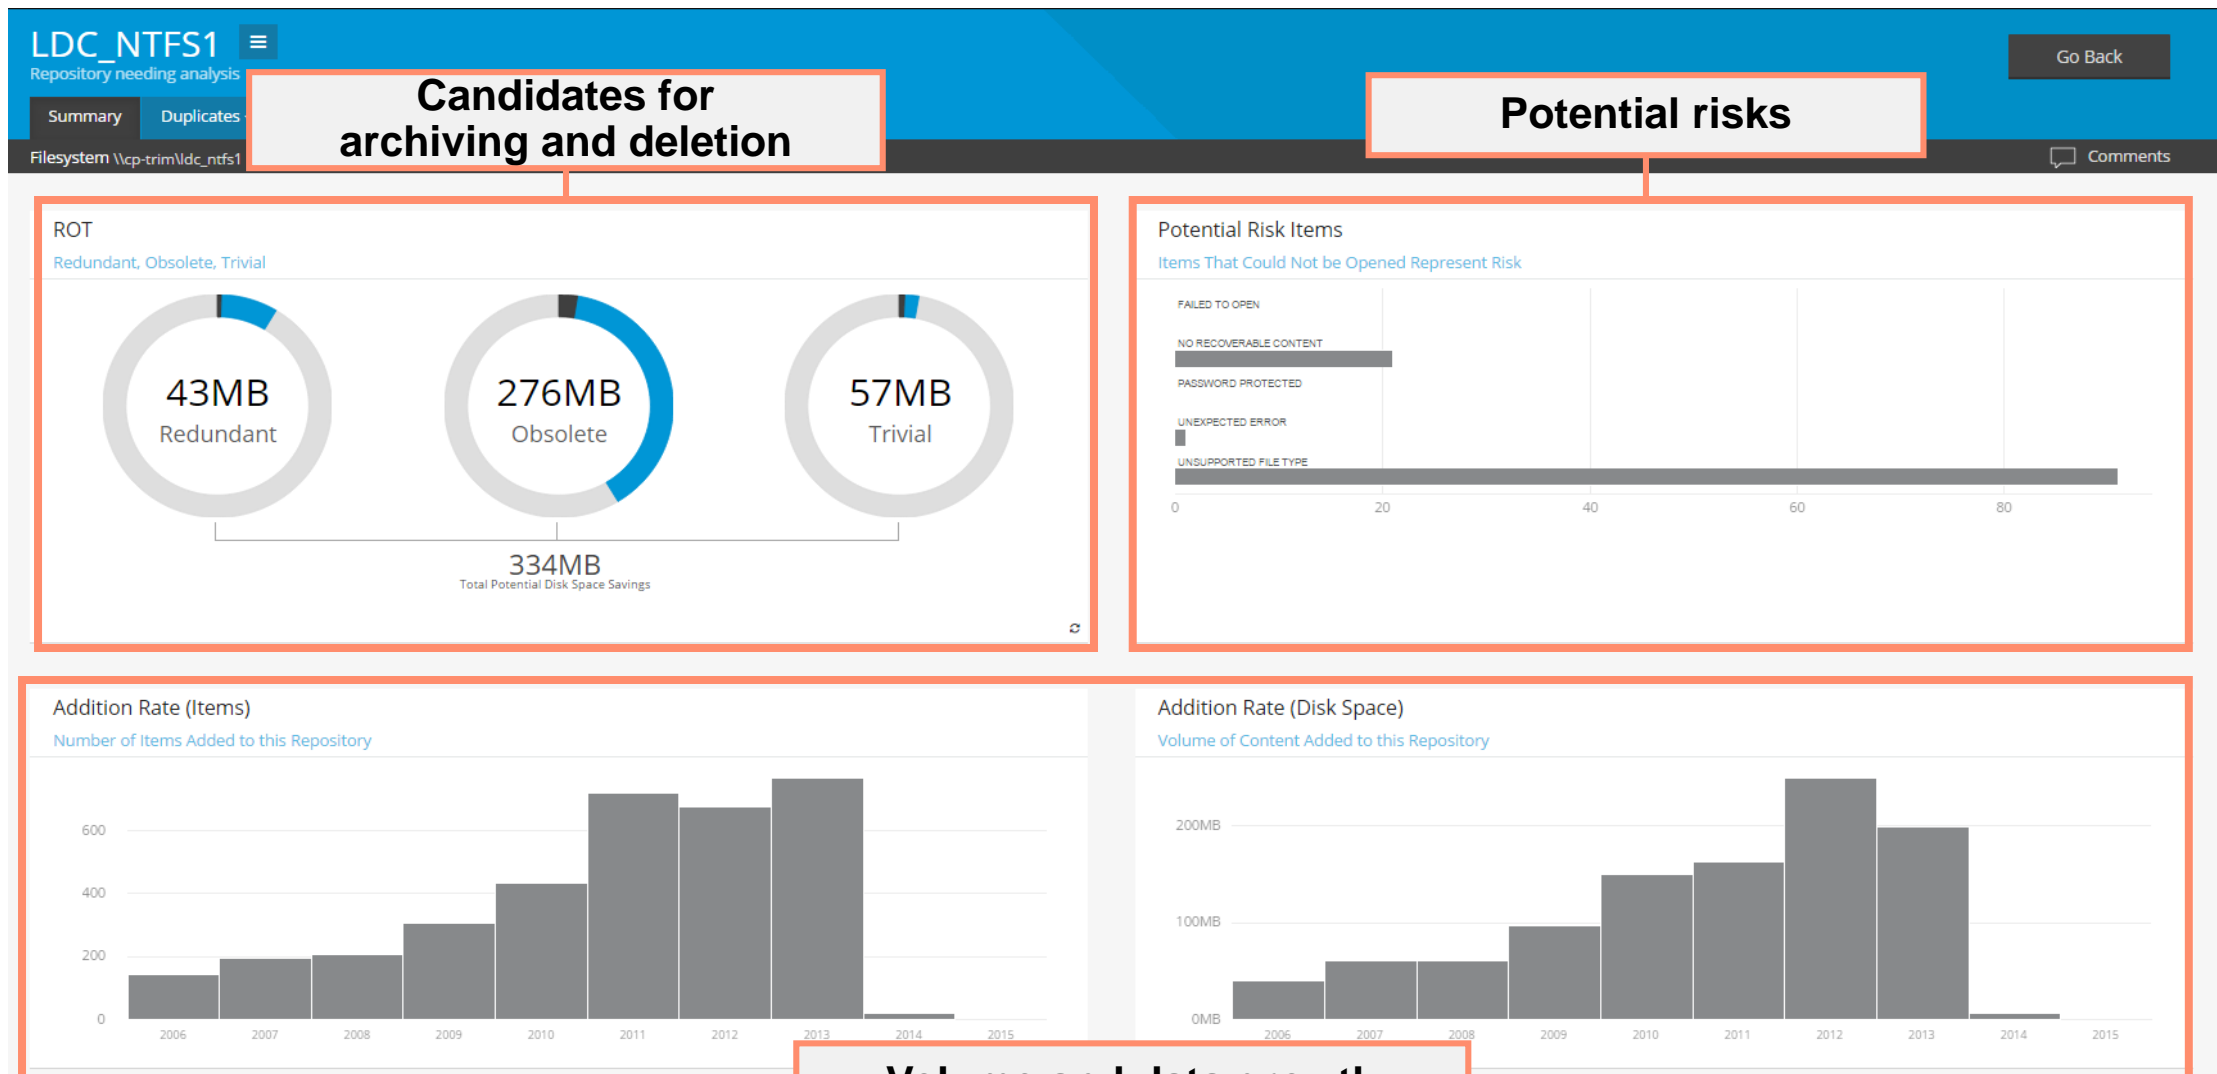 LDC_NTFS1
Go Back
Repository needing analysis
Candidates for
archiving and deletion
Potential risks
Summary
Duplicates
Filesystem \\cp-trim\ldc_ntfs1
Comments
ROT
Redundant, Obsolete, Trivial
43MB
Redundant
276MB
Obsolete
57MB
Trivial
334MB
Total Potential Disk Space Savings
Potential Risk Items
Items That Could Not be Opened Represent Risk
FAILED TO OPEN
NO RECOVERABLE CONTENT
PASSWORD PROTECTED
UNEXPECTED ERROR
UNSUPPORTED FILE TYPE
0 20 40 60 80
Addition Rate (Items)
Number of Items Added to this Repository
600
400
200
0
2006 2007 2008 2009 2010 2011 2012 2013 2014 2015
Addition Rate (Disk Space)
Volume of Content Added to this Repository
200MB
100MB
0MB
2006 2007 2008 2009 2010 2011 2012 2013 2014 2015